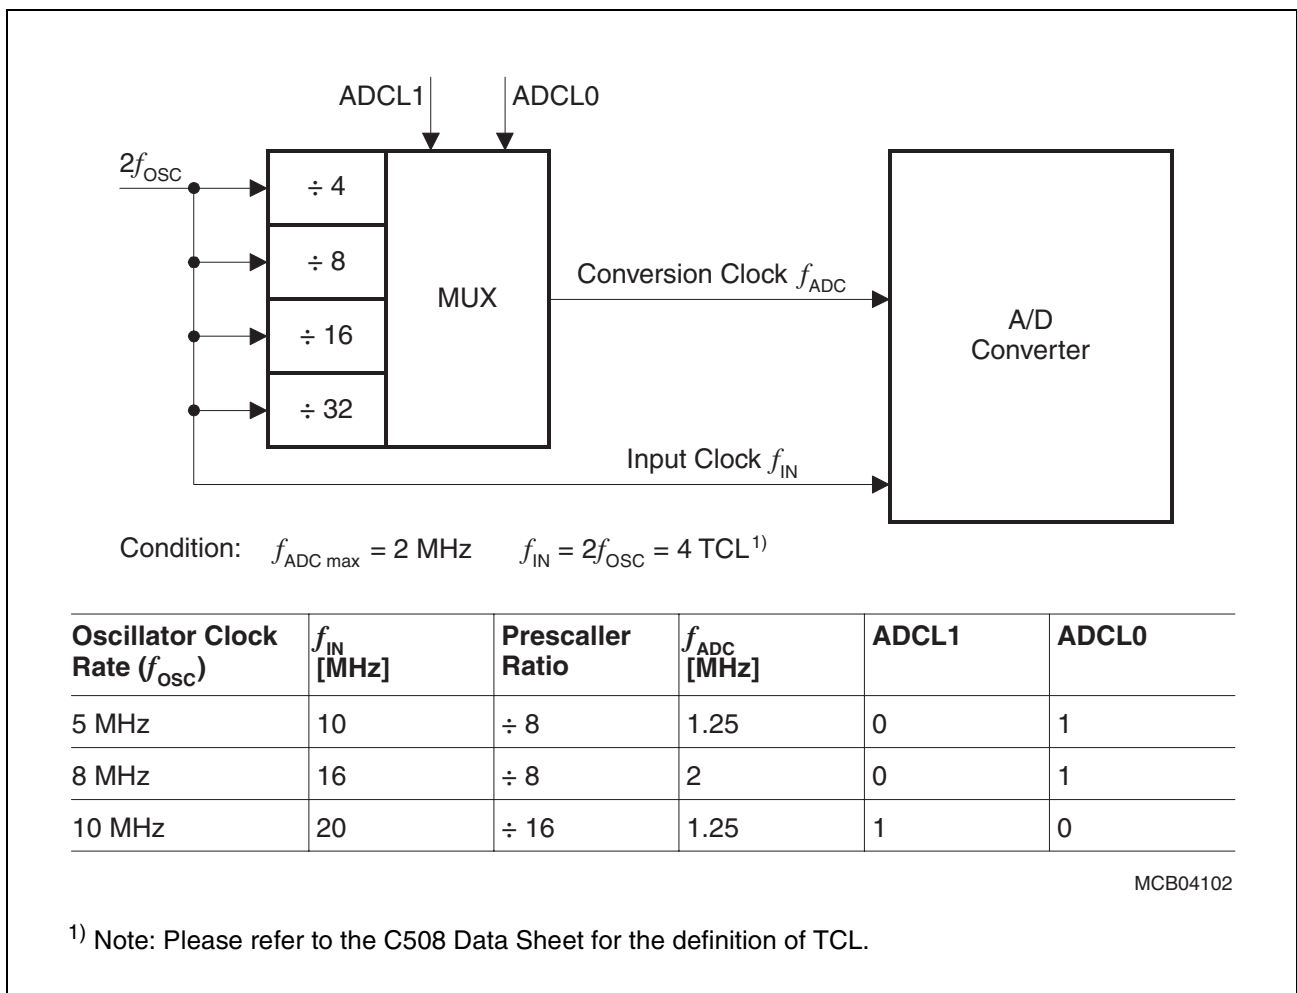 ADCL1 ADCL0
2fOSC
÷ 4
÷ 8
÷ 16
÷ 32
MUX
Conversion Clock fADC
A/D
Converter
Input Clock fIN
Condition: fADC max = 2 MHz fIN = 2fOSC = 4 TCL1)
Oscillator Clock Rate (fOSC) | fIN [MHz] | Prescaller Ratio | fADC [MHz] | ADCL1 | ADCL0
5 MHz | 10 | ÷ 8 | 1.25 | 0 | 1
8 MHz | 16 | ÷ 8 | 2 | 0 | 1
10 MHz | 20 | ÷ 16 | 1.25 | 1 | 0
MCB04102
1) Note: Please refer to the C508 Data Sheet for the definition of TCL.